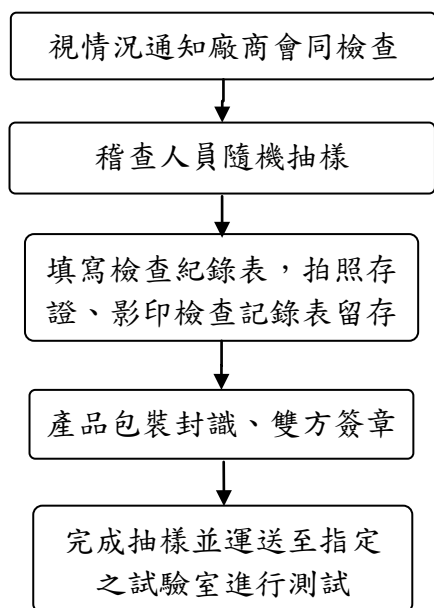 視情況通知廠商會同檢查
稽查人員隨機抽樣
填寫檢查紀錄表，拍照存
證、影印檢查記錄表留存
產品包裝封識、雙方簽章
完成抽樣並運送至指定
之試驗室進行測試